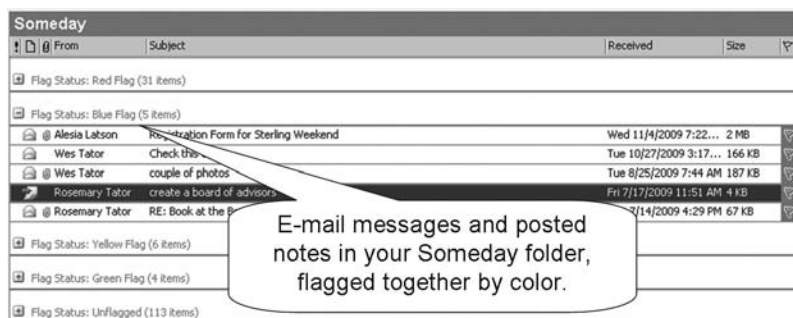 Someday
From Subject Received Size
Flag Status: Red Flag (31 items)
Flag Status: Blue Flag (5 items)
Alesia Latson Registration Form for Sterling Weekend Wed 11/4/2009 7:22... 2 MB
Wes Tator Check this Tue 10/27/2009 3:17... 166 KB
Wes Tator couple of photos Tue 8/25/2009 7:44 AM 187 KB
Rosemary Tator create a board of advisors Fri 7/17/2009 11:51 AM 4 KB
Rosemary Tator RE: Book at the 7/14/2009 4:29 PM 67 KB
E-mail messages and posted
notes in your Someday folder,
flagged together by color.
Flag Status: Yellow Flag (6 items)
Flag Status: Green Flag (4 items)
Flag Status: Unflagged (113 items)